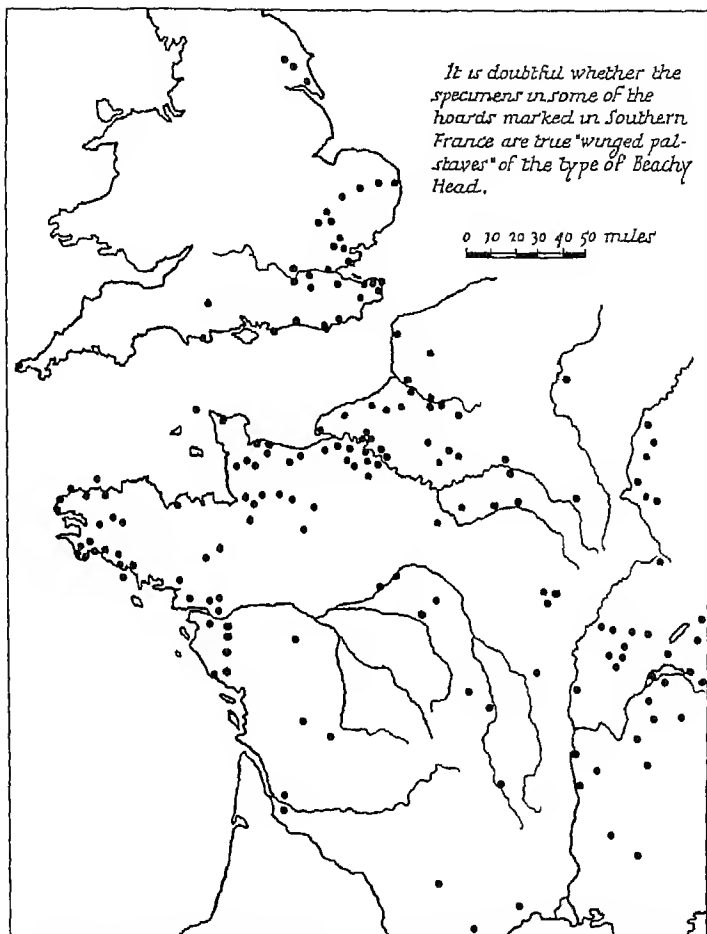 It is doubtful whether the
specimens in some of the
hoards marked in Southern
France are true "winged pal-
staves" of the type of Beachy
Head.
0 10 20 30 40 50 miles